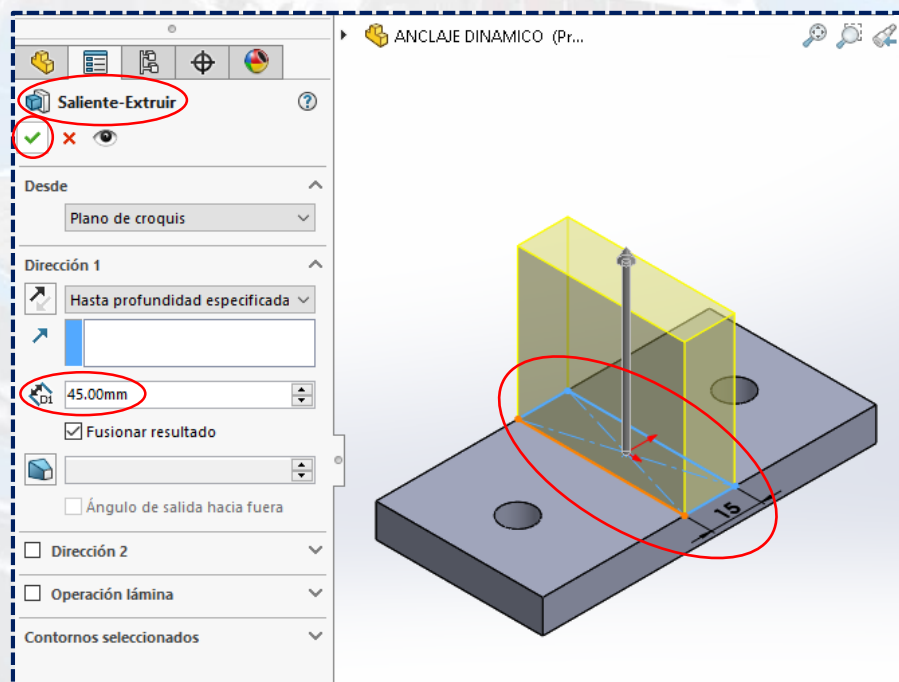 ANCLAJE DINAMICO (Pr...
Saliente-Extruir
Desde
Plano de croquis
Dirección 1
Hasta profundidad especificada
D1
45.00mm
Fusionar resultado
Ángulo de salida hacia fuera
Dirección 2
Operación lámina
Contornos seleccionados
15